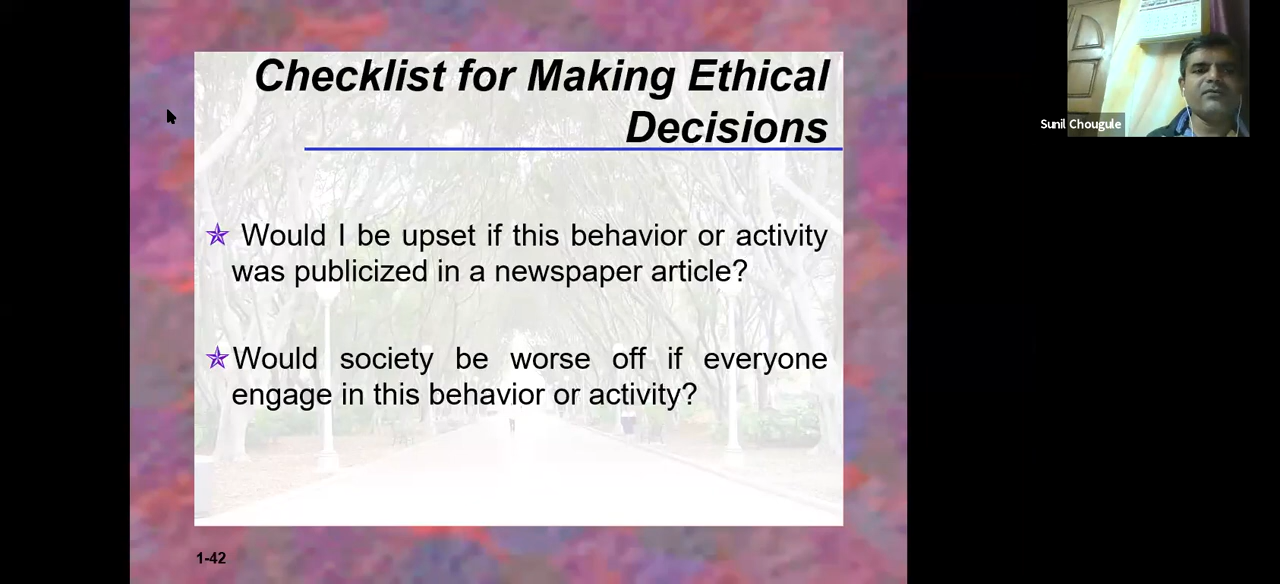 Checklist for Making Ethical
Decisions
Would I be upset if this behavior or activity
was publicized in a newspaper article?
Would society be worse off if everyone
engage in this behavior or activity?
1-42
Sunil Chougule